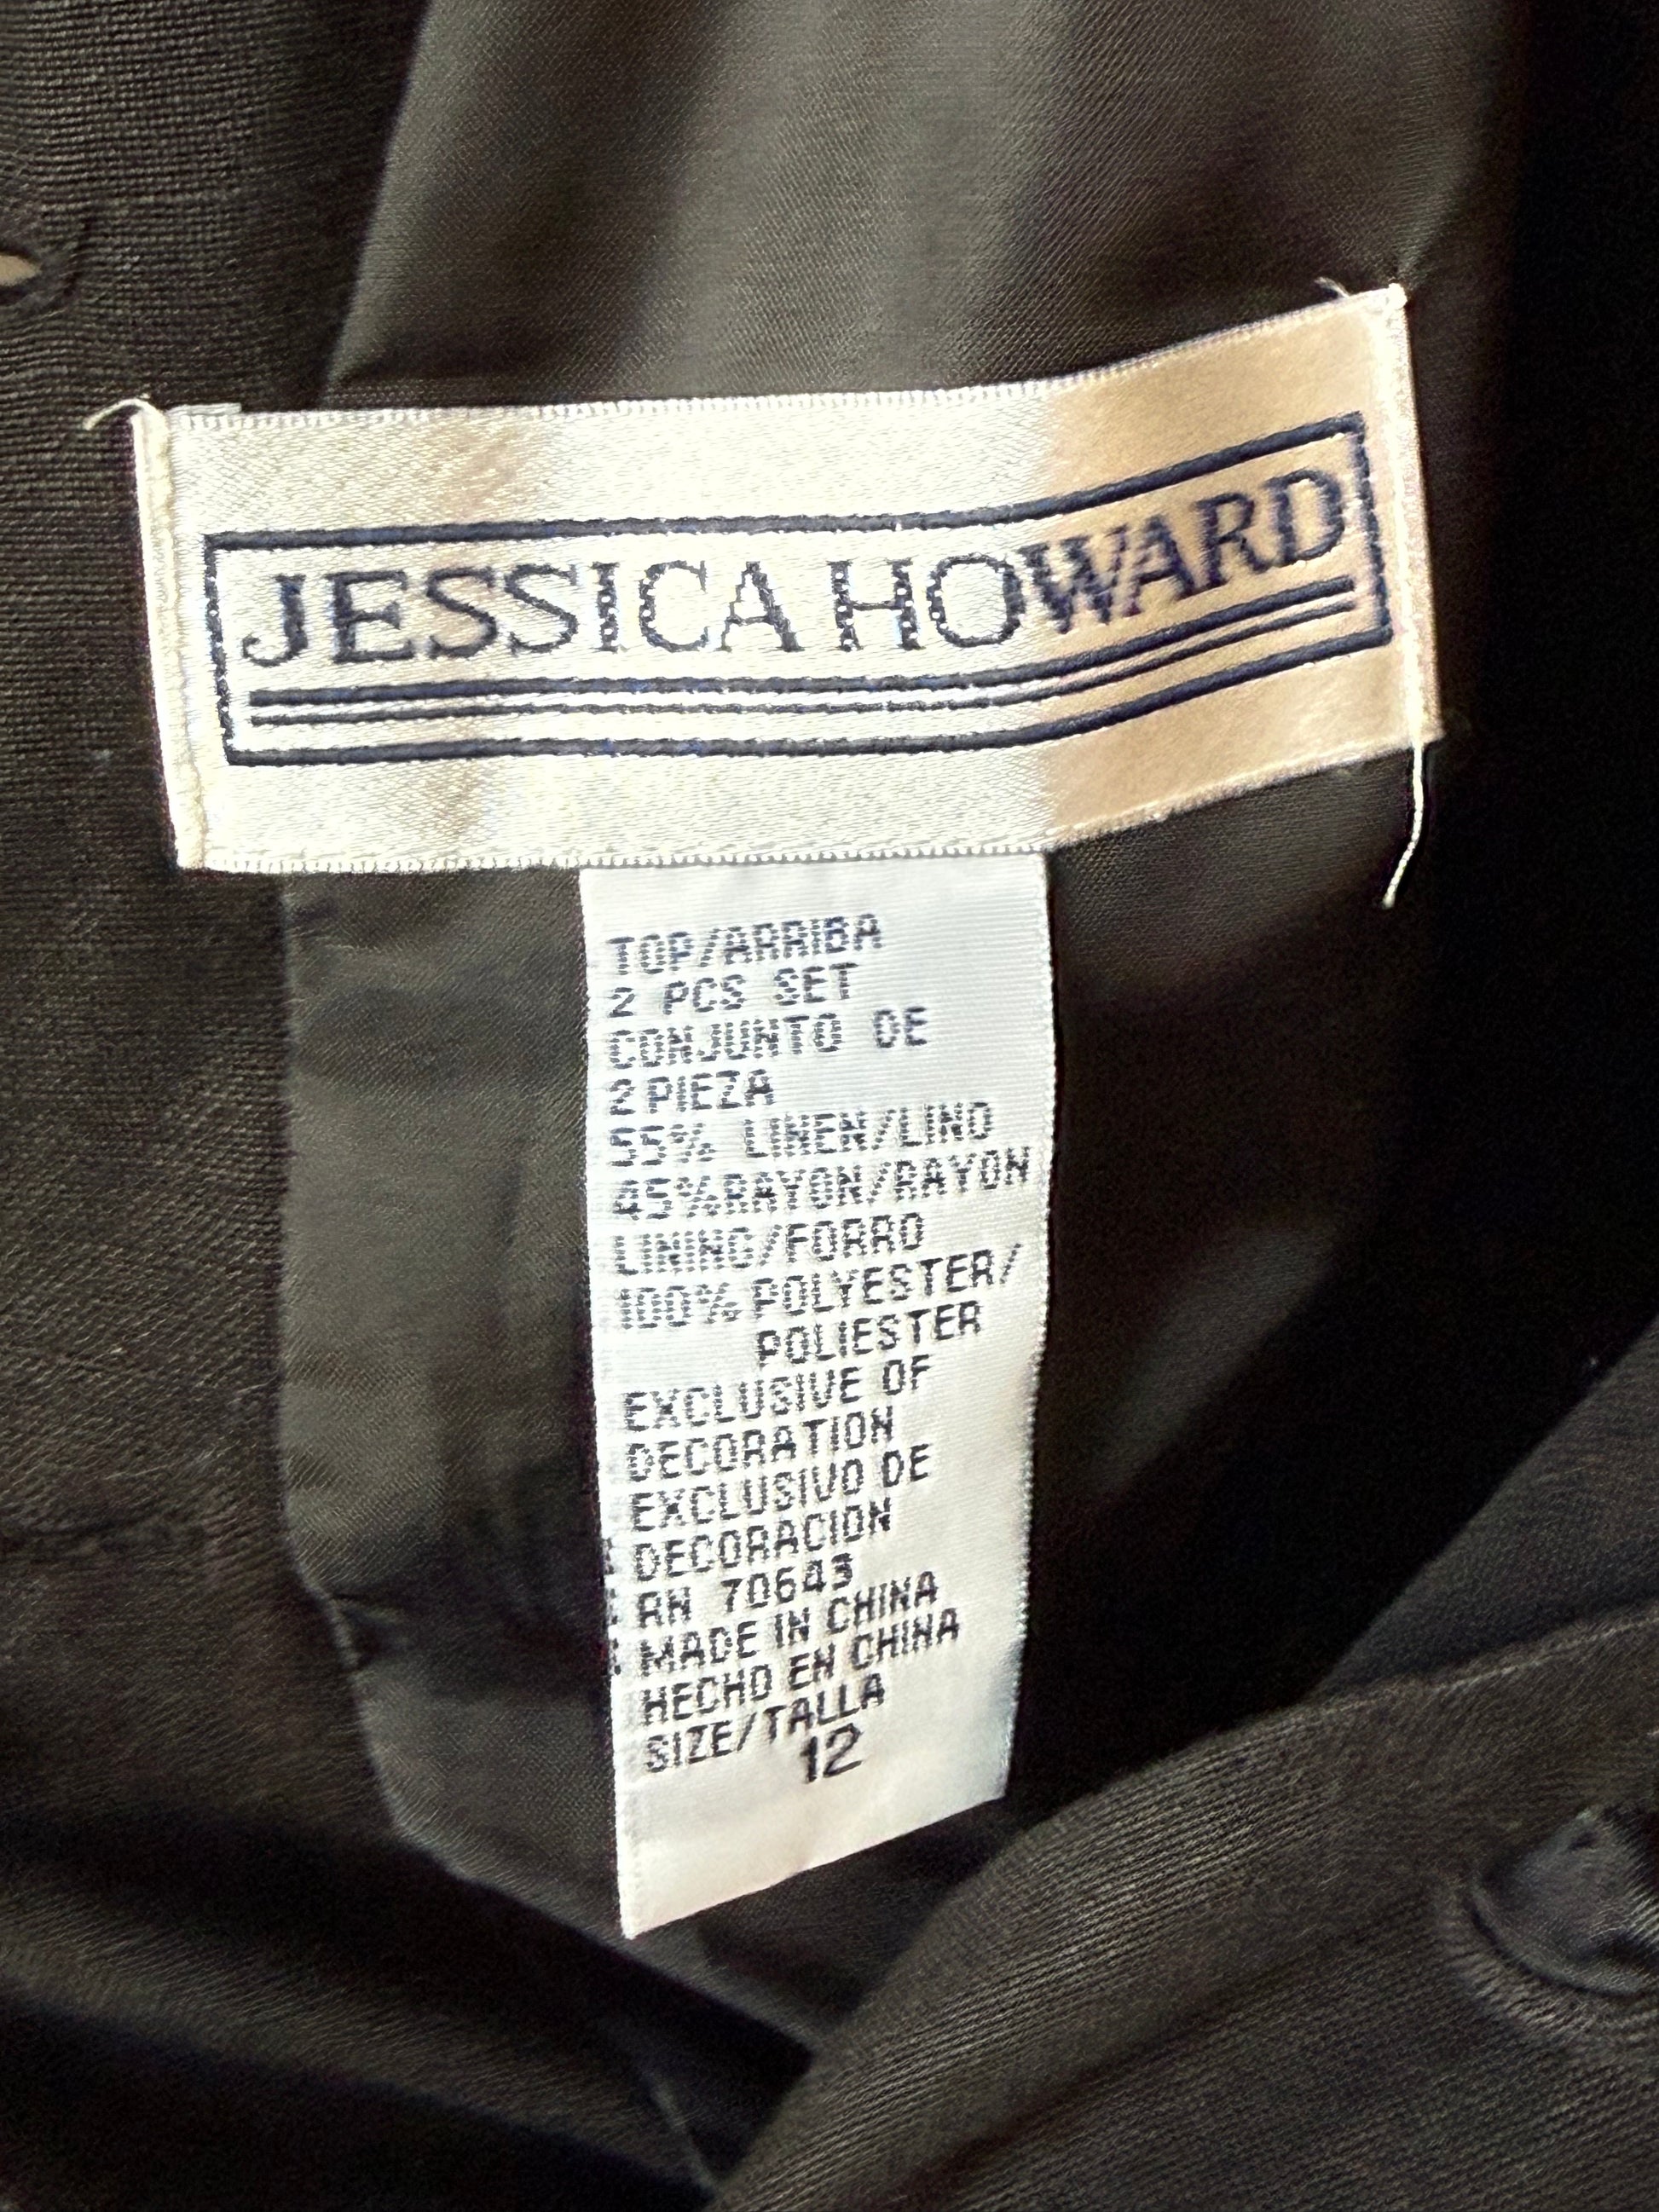 JESSICA HOWARD
TOP/ARRIBA
2 PCS SET
CONJUNTO DE
2 PIEZA
55% LINEN/LINO
45% RAYON/RAYON
LINING/FORRO
100% POLYESTER/
POLIESTER
EXCLUSIVE OF
DECORATION
EXCLUSIVO DE
DECORACION
RN 70643
MADE IN CHINA
HECHO EN CHINA
SIZE/TALLA
12